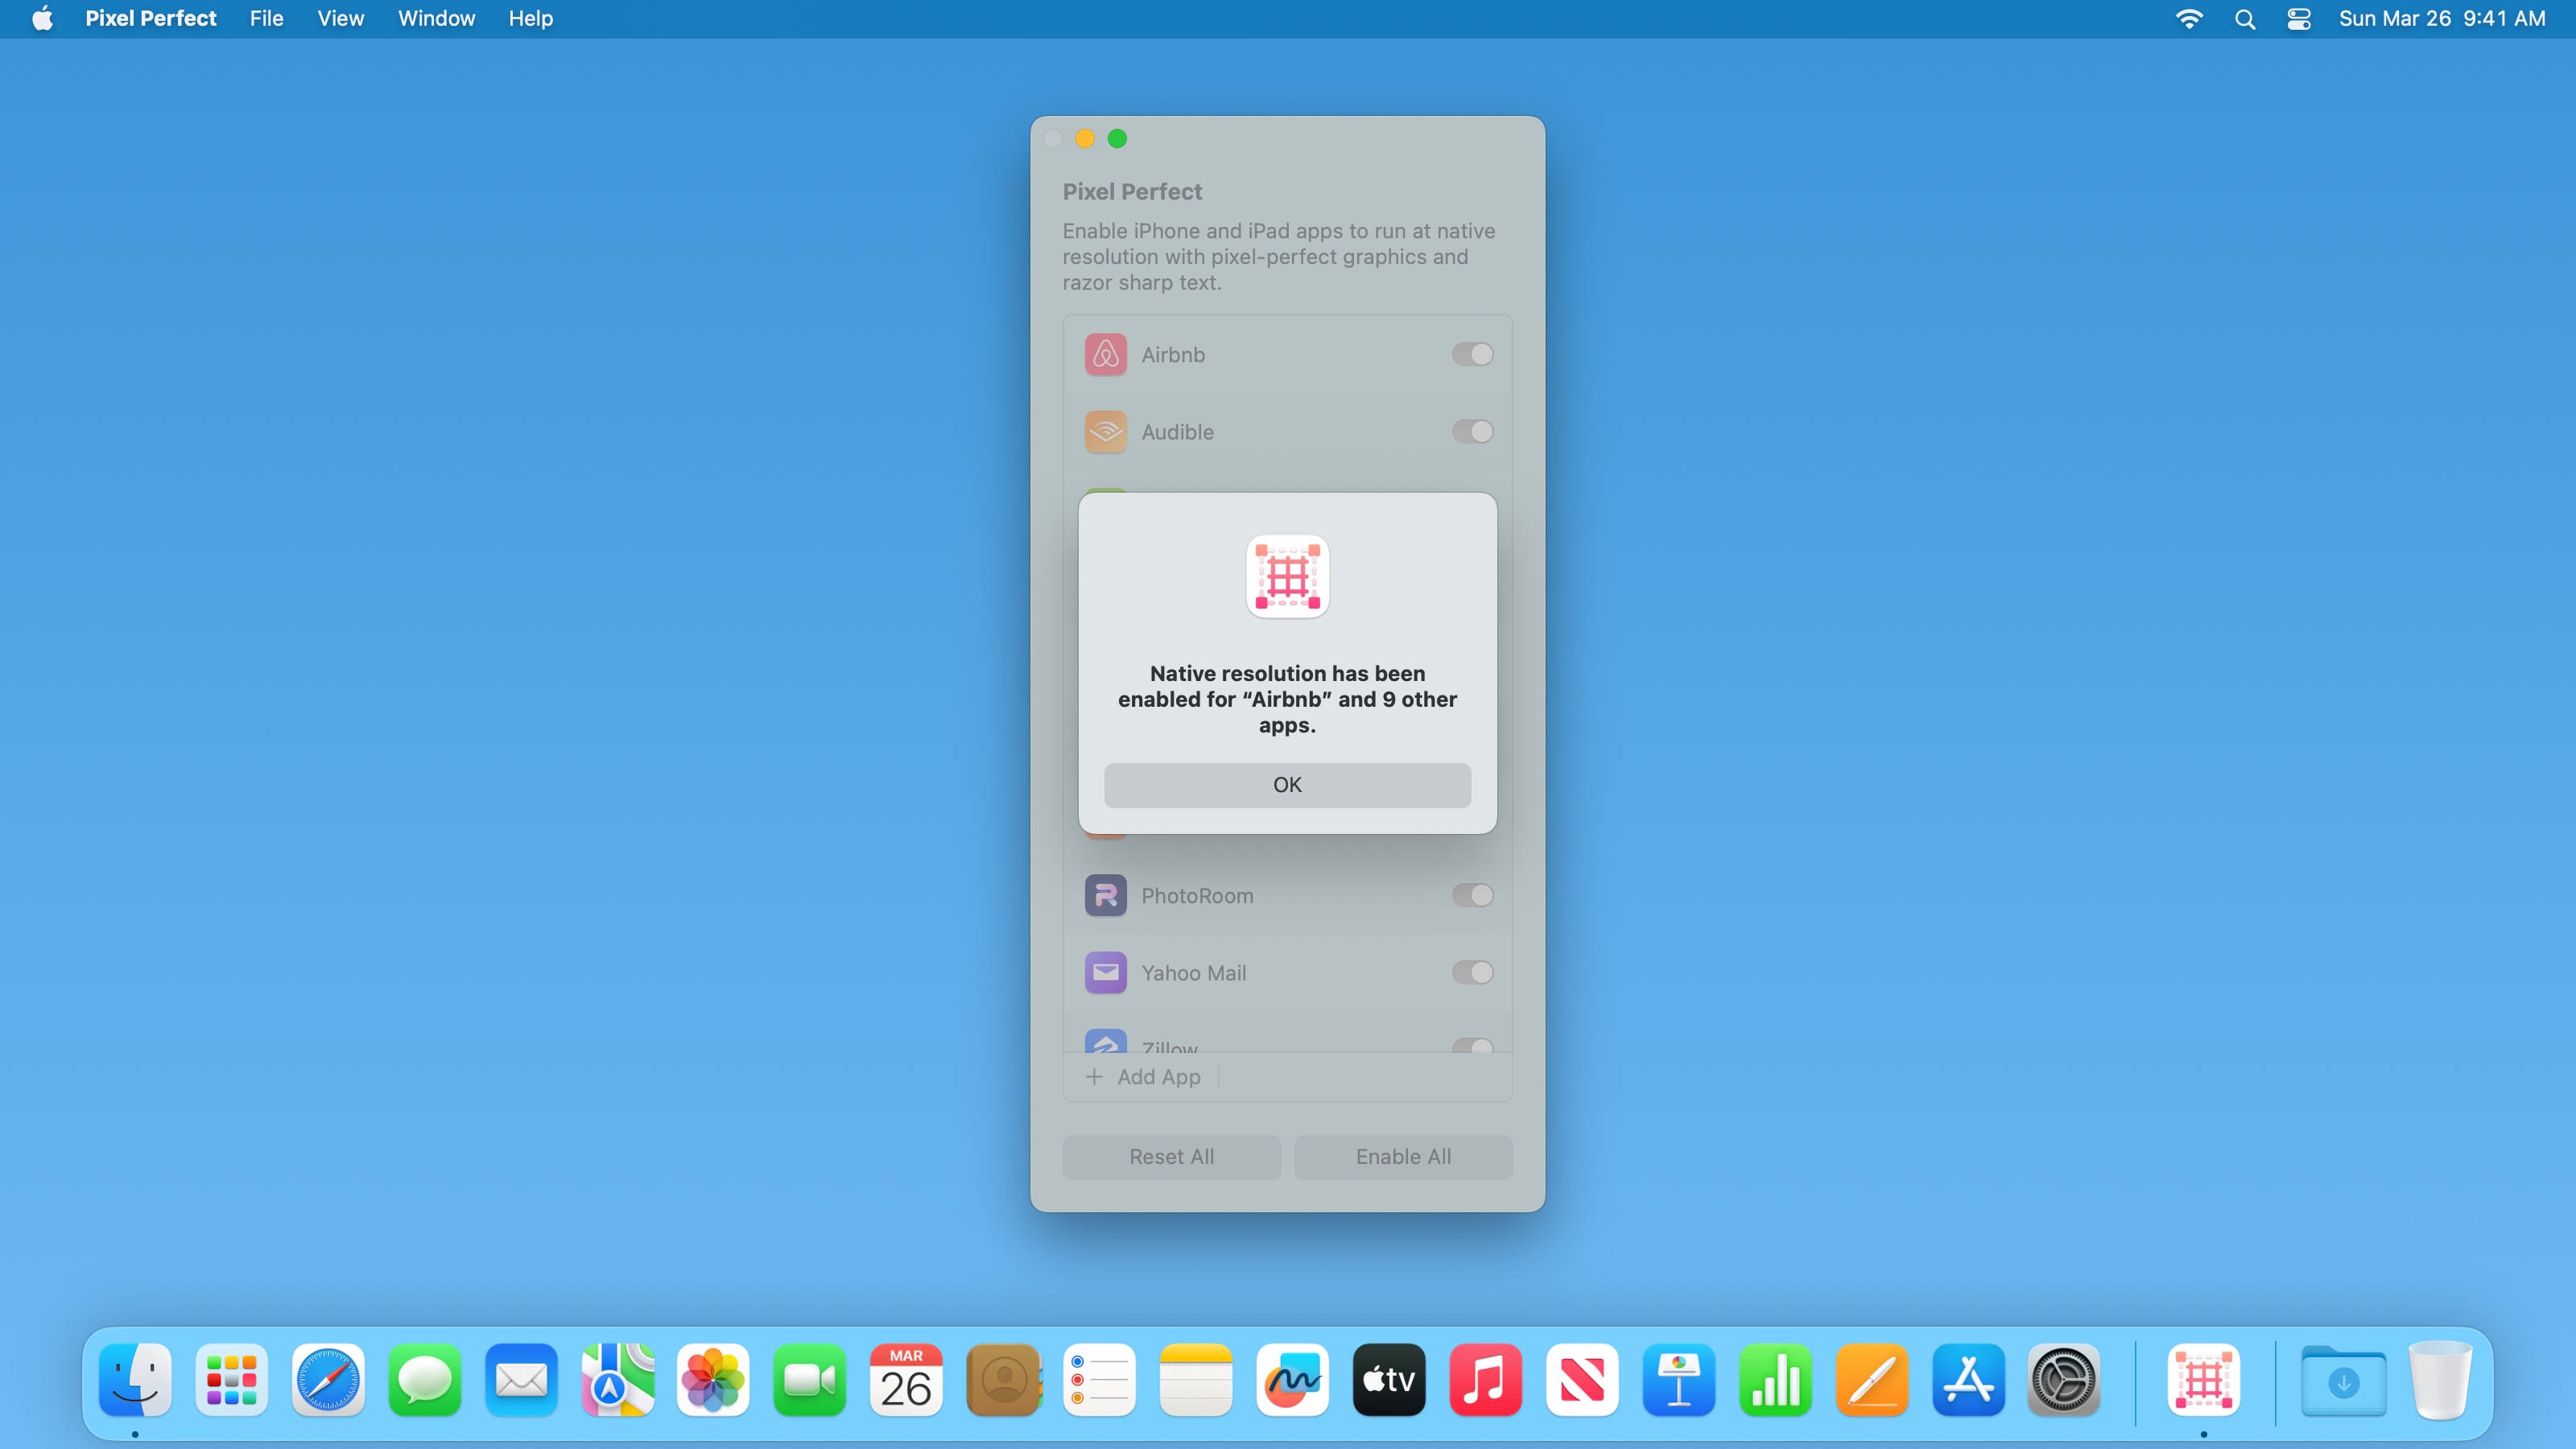 Pixel Perfect File View Window Help Sun Mar 26 9:41 AM
Pixel Perfect
Enable iPhone and iPad apps to run at native
resolution with pixel-perfect graphics and
razor sharp text.
Airbnb
Audible
Native resolution has been
enabled for “Airbnb” and 9 other
apps.
OK
PhotoRoom
Yahoo Mail
Zillow
+ Add App
Reset All Enable All
MAR
26
tv